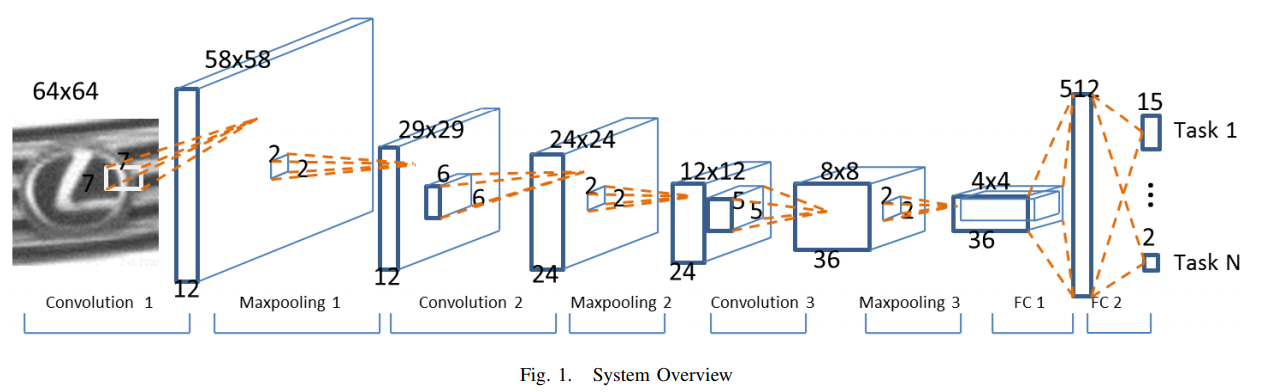 64x64
7
7
58x58
12
2
2
29x29
12
6
6
24x24
24
2
2
12x12
24
5
5
8x8
36
2
2
4x4
36
512
15
Task 1
⋮
2
Task N
Convolution 1
Maxpooling 1
Convolution 2
Maxpooling 2
Convolution 3
Maxpooling 3
FC 1
FC 2
Fig. 1. System Overview